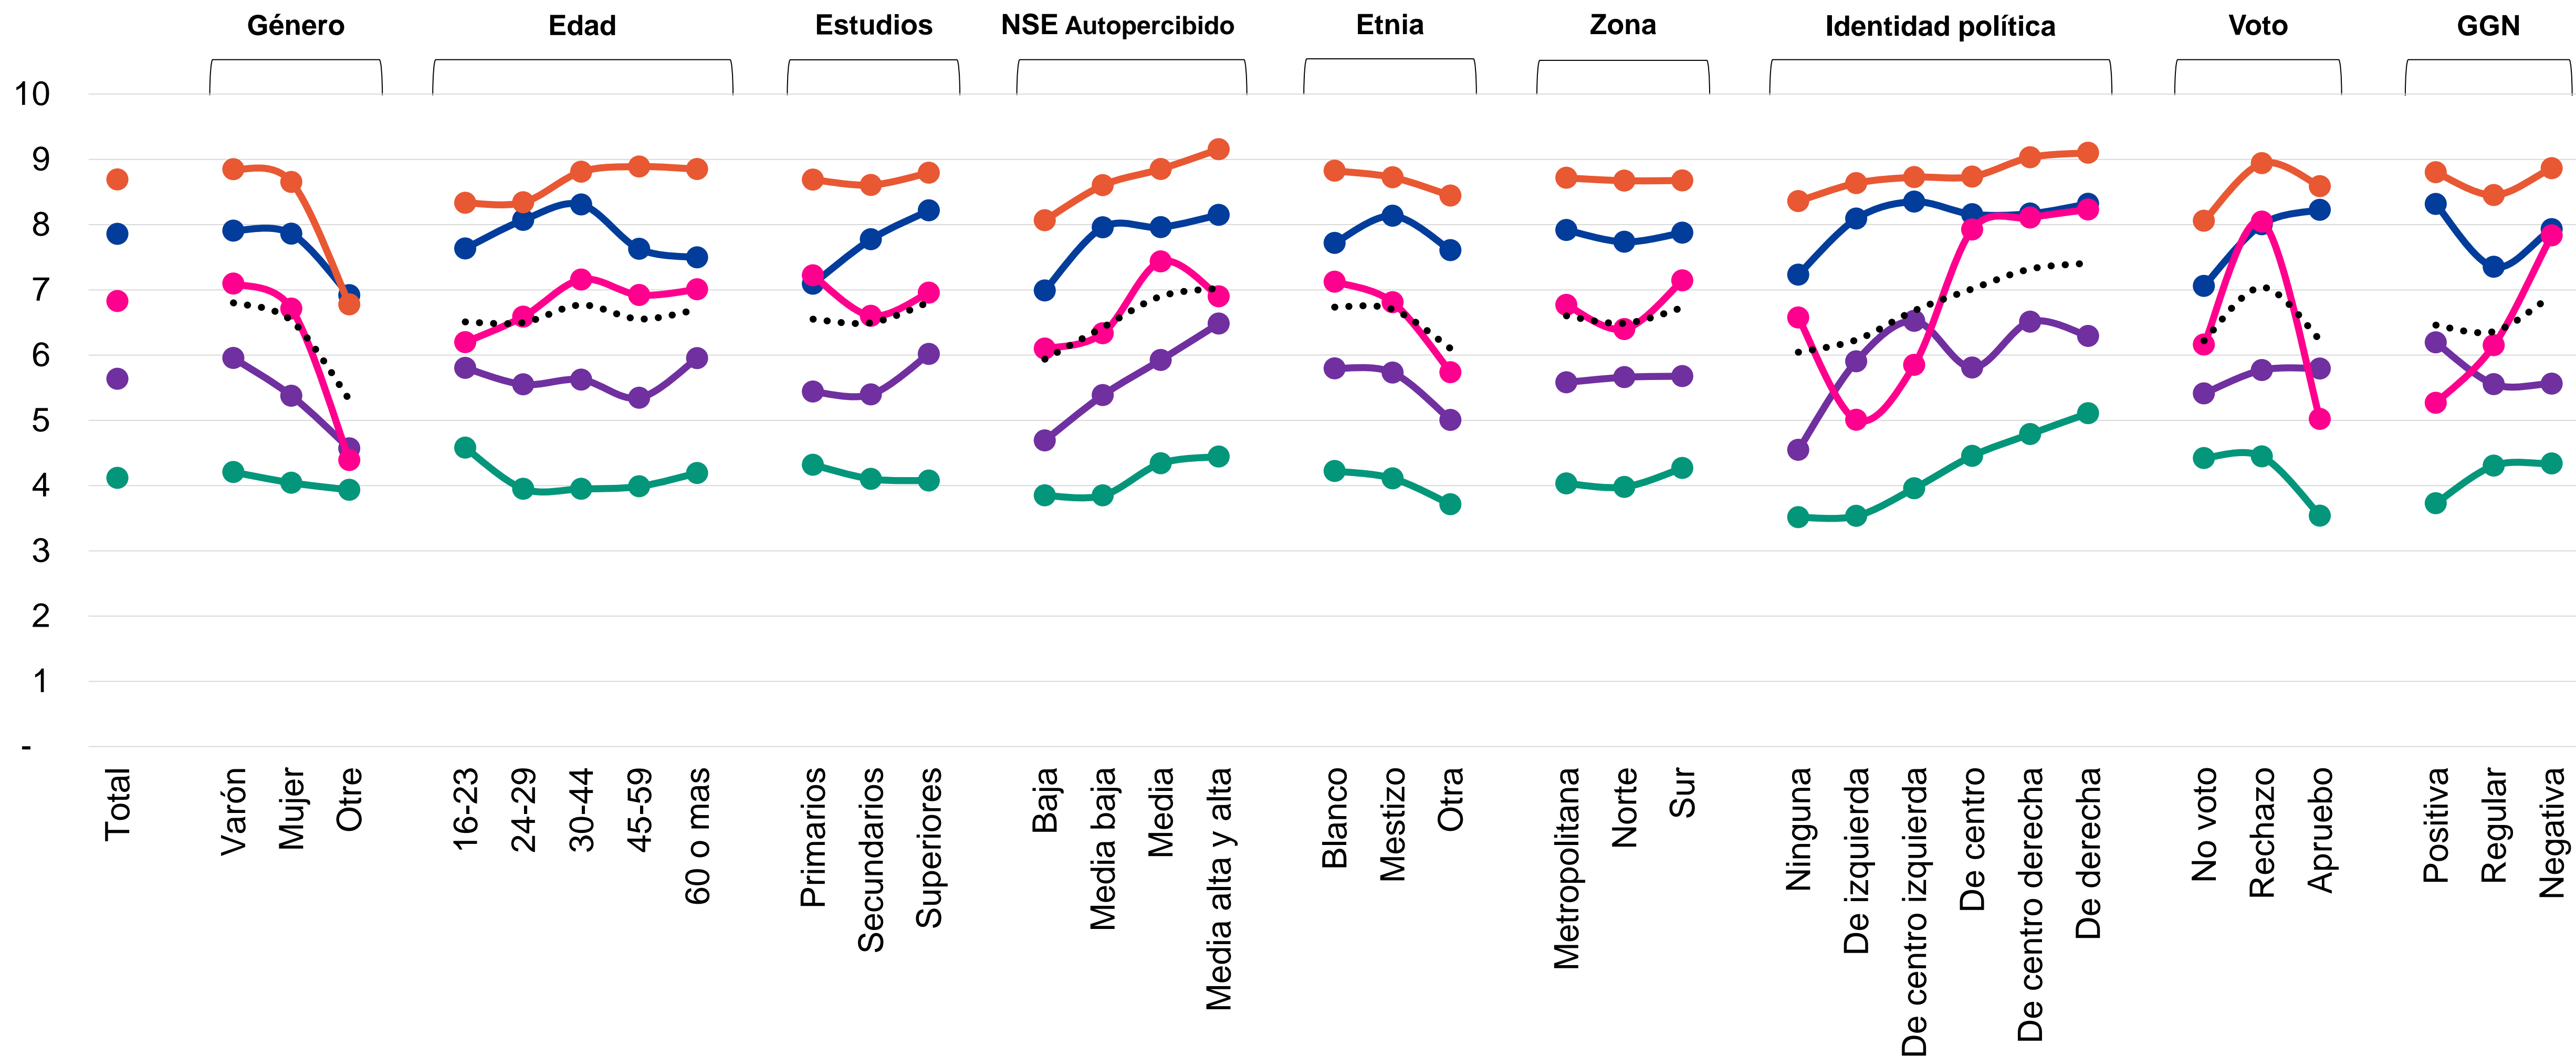 Género
Edad
Estudios
NSE Autopercibido
Etnia
Zona
Identidad política
Voto
GGN
10
9
8
7
6
5
4
3
2
1
-
Total
Varón
Mujer
Otre
16-23
24-29
30-44
45-59
60 o mas
Primarios
Secundarios
Superiores
Baja
Media baja
Media
Media alta y alta
Blanco
Mestizo
Otra
Metropolitana
Norte
Sur
Ninguna
De izquierda
De centro izquierda
De centro
De centro derecha
De derecha
No voto
Rechazo
Apruebo
Positiva
Regular
Negativa